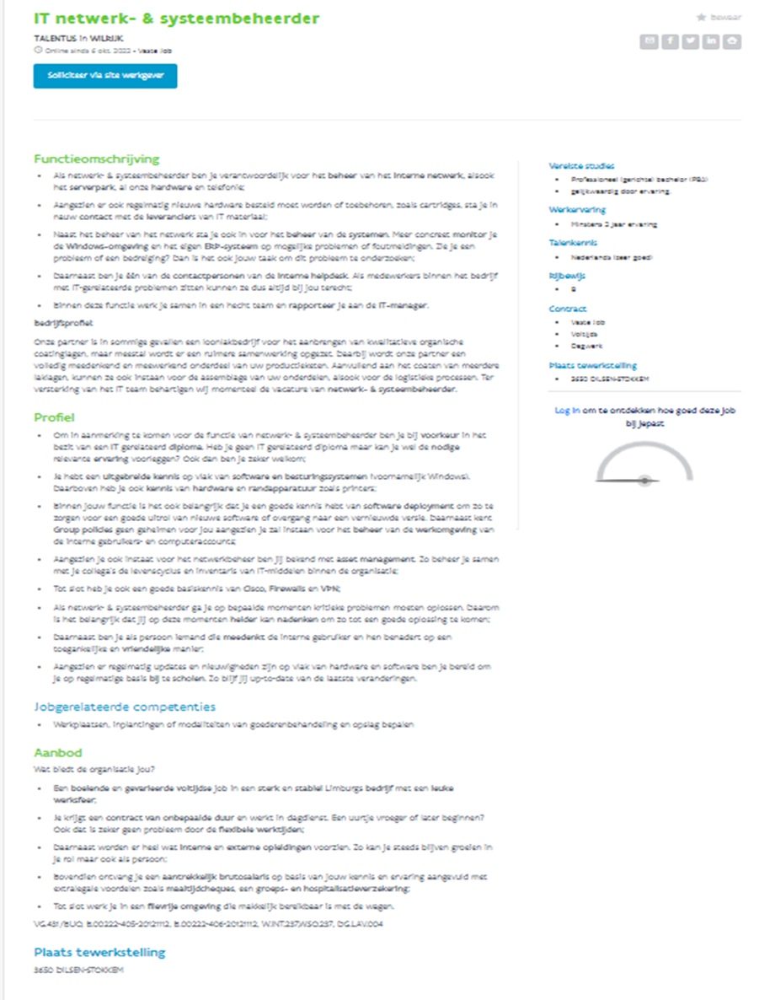 IT netwerk- & systeembeheerder
bewaar
TALENTUS in WILRIJK
Online sinds 6 okt. 2022 • Vaste job
Solliciteer via site werkgever
Functieomschrijving
• Als netwerk- & systeembeheerder ben je verantwoordelijk voor het beheer van het interne netwerk, alsook
het serverpark, al onze hardware en telefonie;
• Aangezien er ook regelmatig nieuwe hardware besteld moet worden of toebehoren, zoals cartridges, sta je in
nauw contact met de leveranciers van IT materiaal;
• Naast het beheer van het netwerk sta je ook in voor het beheer van de systemen. Meer concreet monitor je
de Windows-omgeving en het eigen ERP-systeem op mogelijke problemen of foutmeldingen. Zie je een
probleem of een bedreiging? Dan is het ook jouw taak om dit probleem te onderzoeken;
• Daarnaast ben je één van de contactpersonen van de interne helpdesk. Als medewerkers binnen het bedrijf
met IT-gerelateerde problemen zitten kunnen ze dus altijd bij jou terecht;
• Binnen deze functie werk je samen in een hecht team en rapporteer je aan de IT-manager.
Bedrijfsprofiel:
Onze partner is in sommige gevallen een loonlakbedrijf voor het aanbrengen van kwalitatieve organische
coatinglagen, maar meestal wordt er een ruimere samenwerking opgezet. Daarbij wordt onze partner een
volledig meedenkend en meewerkend onderdeel van uw productieketen. Aanvullend aan het coaten van meerdere
laklagen, kunnen ze ook instaan voor de assemblage van uw onderdelen, alsook voor de logistieke processen. Ter
versterking van het IT team behartigen wij momenteel de vacature van netwerk- & systeembeheerder.
Profiel
• Om in aanmerking te komen voor de functie van netwerk- & systeembeheerder ben je bij voorkeur in het
bezit van een IT gerelateerd diploma. Heb je geen IT gerelateerd diploma maar kan je wel de nodige
relevante ervaring voorleggen? Ook dan ben je zeker welkom;
• Je hebt een uitgebreide kennis op vlak van software en besturingssystemen (voornamelijk Windows).
Daarboven heb je ook kennis van hardware en randapparatuur zoals printers;
• Binnen jouw functie is het ook belangrijk dat je een goede kennis hebt van software deployment om zo te
zorgen voor een goede uitrol van nieuwe software of overgang naar een vernieuwde versie. Daarnaast kent
Group policies geen geheimen voor jou aangezien je zal instaan voor het beheer van de werkomgeving van
de interne gebruikers- en computeraccounts;
• Aangezien je ook instaat voor het netwerkbeheer ben jij bekend met asset management. Zo beheer je samen
met je collega's de levenscyclus en inventaris van IT-middelen binnen de organisatie;
• Tot slot heb je ook een goede basiskennis van Cisco, Firewalls en VPN;
• Als netwerk- & systeembeheerder ga je op bepaalde momenten kritieke problemen moeten oplossen. Daarom
is het belangrijk dat jij op deze momenten helder kan nadenken om zo tot een goede oplossing te komen;
• Daarnaast ben je als persoon iemand die meedenkt de interne gebruiker en hen benadert op een
toegankelijke en vriendelijke manier;
• Aangezien er regelmatig updates en nieuwigheden zijn op vlak van hardware en software ben je bereid om
je op regelmatige basis bij te scholen. Zo blijf jij up-to-date van de laatste veranderingen.
Jobgerelateerde competenties
• Werkplaatsen, inplantingen of modaliteiten van goederenbehandeling en opslag bepalen
Aanbod
Wat biedt de organisatie jou?
• Een boeiende en gevarieerde voltijdse job in een sterk en stabiel Limburgs bedrijf met een leuke
werksfeer;
• Je krijgt een contract van onbepaalde duur en werkt in dagdienst. Een uurtje vroeger of later beginnen?
Ook dat is zeker geen probleem door de flexibele werktijden;
• Daarnaast worden er heel wat interne en externe opleidingen voorzien. Zo kan je steeds blijven groeien in
je rol maar ook als persoon;
• Bovendien ontvang je een aantrekkelijk brutosalaris op basis van jouw kennis en ervaring aangevuld met
extralegale voordelen zoals maaltijdcheques, een groeps- en hospitalisatieverzekering;
• Tot slot werk je in een filevrije omgeving die makkelijk bereikbaar is met de wagen.
VG.491/BUO, B.00222-405-20121112, B.00222-406-20121112, W.INT.237,W.SO.237, DG.LAV.004
Plaats tewerkstelling
3650 DILSEN-STOKKEM
Vereiste studies
• Professioneel (gerichte) bachelor (PBA)
• gelijkwaardig door ervaring.
Werkervaring
• Minstens 2 jaar ervaring
Talenkennis
• Nederlands (zeer goed)
Rijbewijs
• B
Contract
• Vaste job
• Voltijds
• Dagwerk
Plaats tewerkstelling
• 3650 DILSEN-STOKKEM
Log in om te ontdekken hoe goed deze job
bij je past